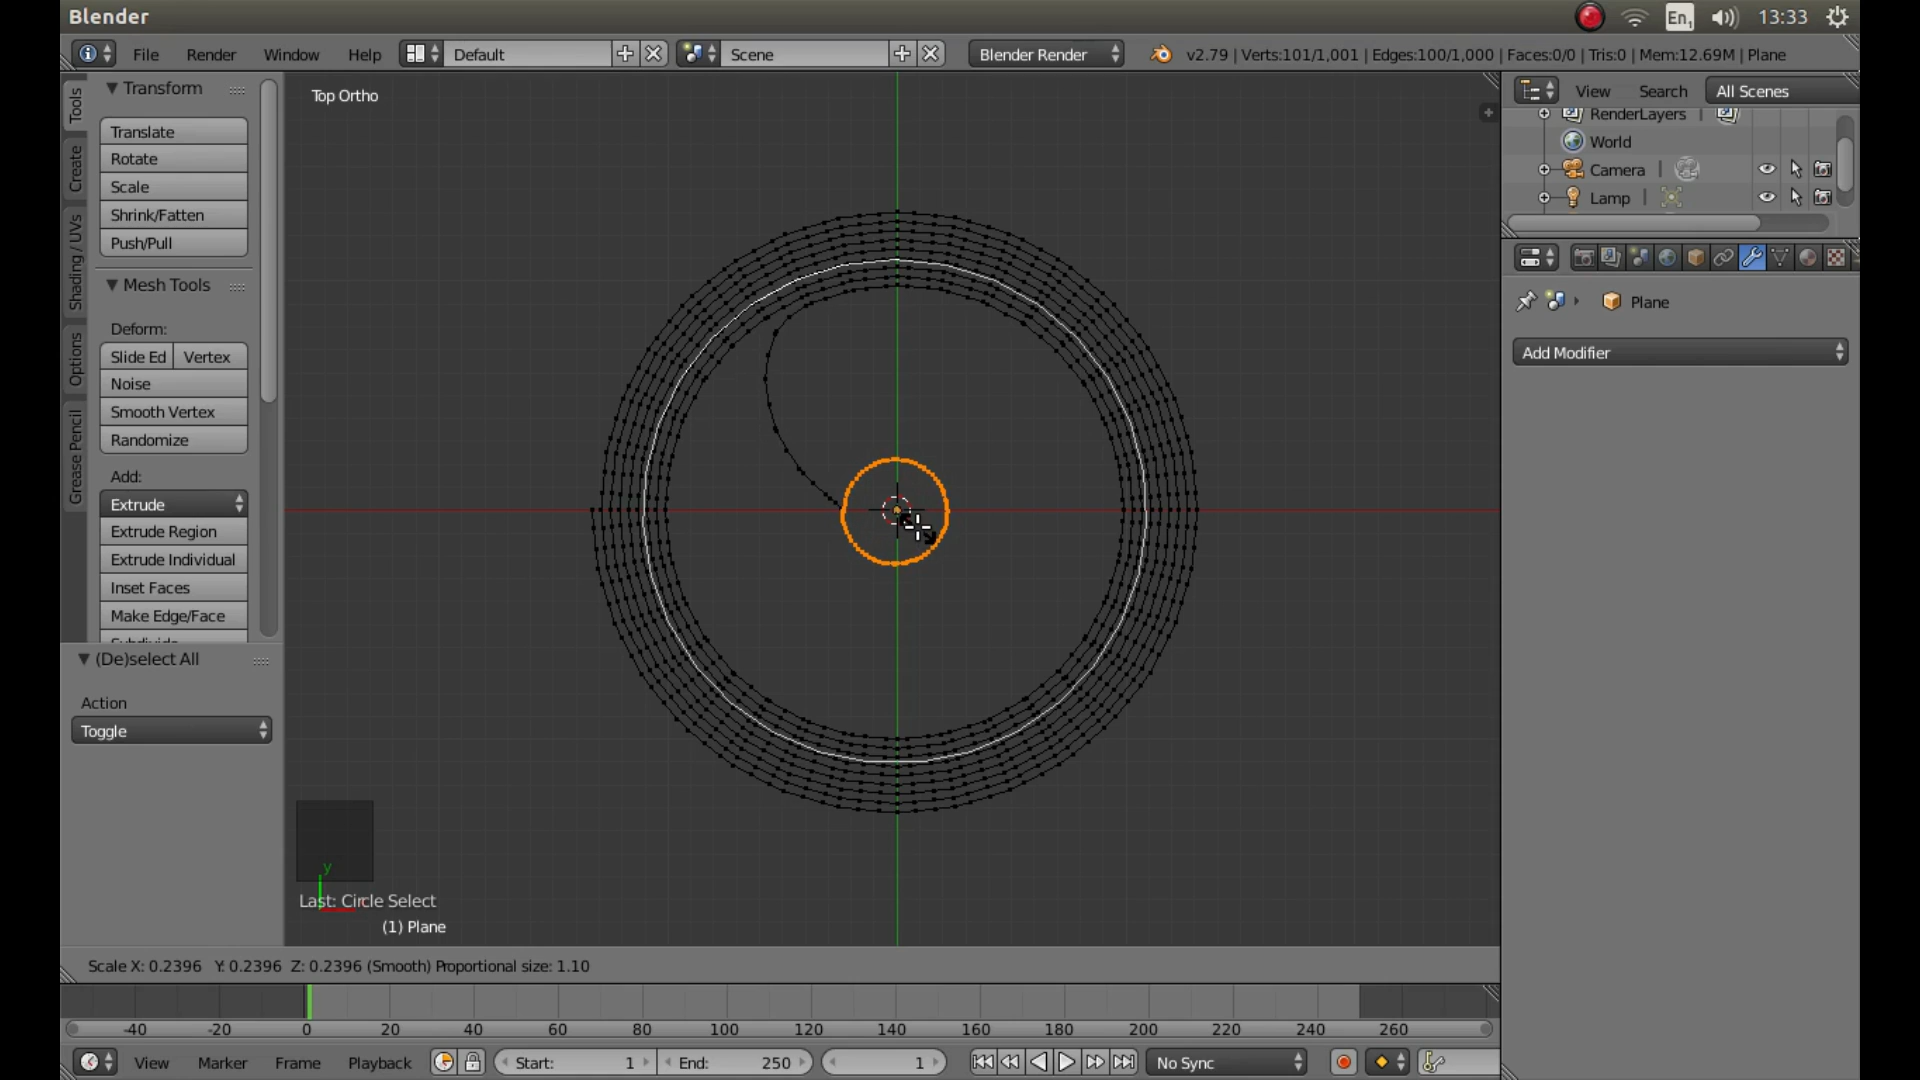 Blender
En1 13:33
File Render Window Help Default Scene Blender Render v2.79 | Verts:101/1,001 | Edges:100/1,000 | Faces:0/0 | Tris:0 | Mem:12.69M | Plane
Tools
Create
Shading / UVs
Options
Grease Pencil
Transform
Translate
Rotate
Scale
Shrink/Fatten
Push/Pull
Mesh Tools
Deform:
Slide Ed Vertex
Noise
Smooth Vertex
Randomize
Add:
Extrude
Extrude Region
Extrude Individual
Inset Faces
Make Edge/Face
Subdivide
(De)select All
Action
Toggle
Top Ortho
y
Last: Circle Select
(1) Plane
View Search All Scenes
RenderLayers |
World
Camera |
Lamp |
Plane
Add Modifier
Scale X: 0.2396 Y: 0.2396 Z: 0.2396 (Smooth) Proportional size: 1.10
-40 -20 0 20 40 60 80 100 120 140 160 180 200 220 240 260
View Marker Frame Playback Start: 1 End: 250 1 No Sync